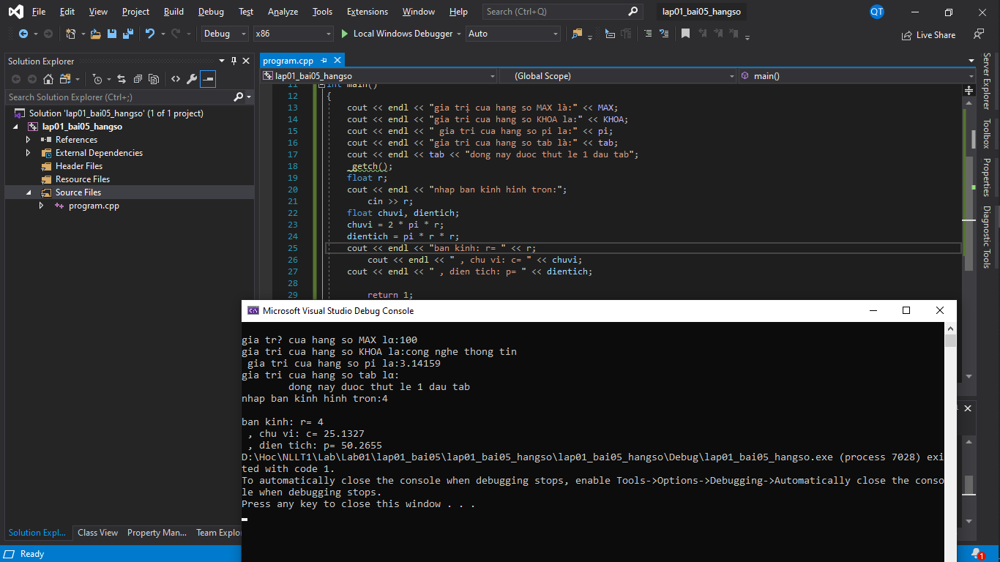 File Edit View Project Build Debug Test Analyze Tools Extensions Window Help Search (Ctrl+Q) lap01_bai05_hangso QT
Debug x86 Local Windows Debugger Auto Live Share
Solution Explorer
Search Solution Explorer (Ctrl+;)
Solution 'lap01_bai05_hangso' (1 of 1 project)
lap01_bai05_hangso
References
External Dependencies
Header Files
Resource Files
Source Files
program.cpp
Solution Expl... Class View Property Man... Team Explo
program.cpp
lap01_bai05_hangso (Global Scope) main()
11 int main()
12 {
13 cout << endl << "gia trị cua hang so MAX là:" << MAX;
14 cout << endl << "gia tri cua hang so KHOA la:" << KHOA;
15 cout << endl << " gia tri cua hang so pi la:" << pi;
16 cout << endl << "gia tri cua hang so tab là:" << tab;
17 cout << endl << tab << "dong nay duoc thut le 1 dau tab";
18 _getch();
19 float r;
20 cout << endl << "nhap ban kinh hinh tron:";
21 cin >> r;
22 float chuvi, dientich;
23 chuvi = 2 * pi * r;
24 dientich = pi * r * r;
25 cout << endl << "ban kinh: r= " << r;
26 cout << endl << " , chu vi: c= " << chuvi;
27 cout << endl << " , dien tich: p= " << dientich;
28
29 return 1;
Server Explorer
Toolbox
Properties
Diagnostic Tools
Microsoft Visual Studio Debug Console
gia tr? cua hang so MAX lα:100
gia tri cua hang so KHOA la:cong nghe thong tin
gia tri cua hang so pi la:3.14159
gia tri cua hang so tab lα:
dong nay duoc thut le 1 dau tab
nhap ban kinh hinh tron:4
ban kinh: r= 4
, chu vi: c= 25.1327
, dien tich: p= 50.2655
D:\Hoc\NLLT1\Lab\Lab01\lap01_bai05\lap01_bai05_hangso\lap01_bai05_hangso\Debug\lap01_bai05_hangso.exe (process 7028) exi
ted with code 1.
To automatically close the console when debugging stops, enable Tools->Options->Debugging->Automatically close the conso
le when debugging stops.
Press any key to close this window . . .
Ready 1